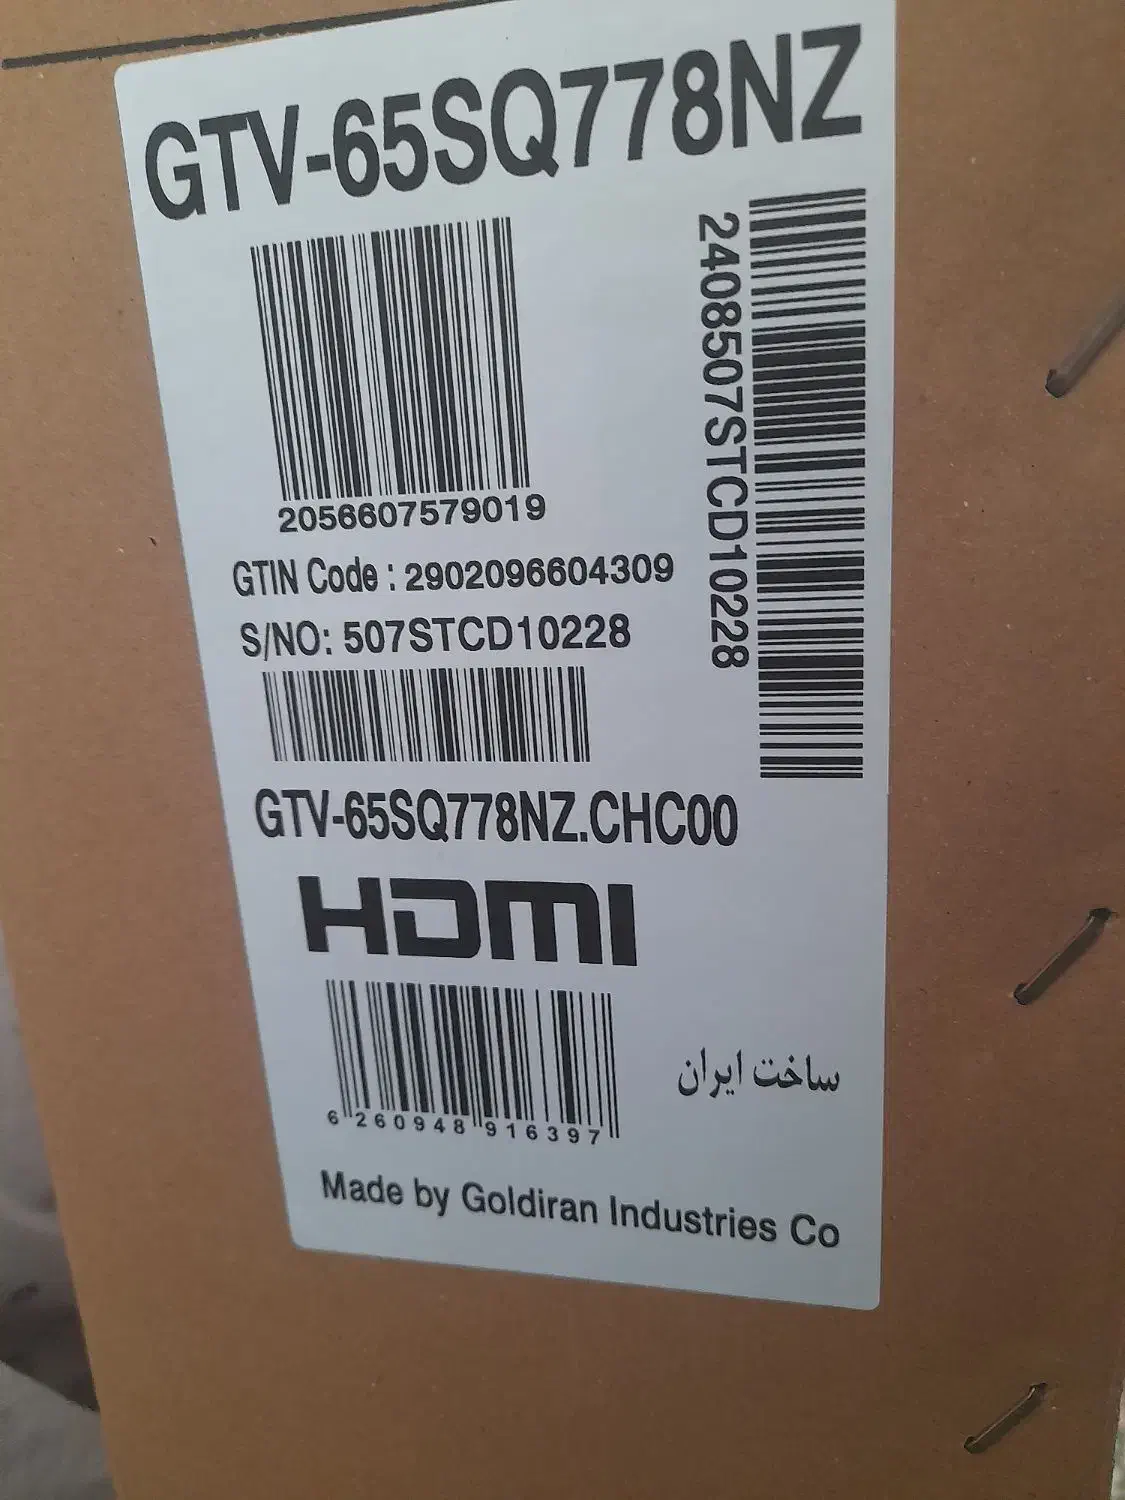 GTV-65SQ778NZ
2056607579019
2408507STCD10228
GTIN Code : 2902096604309
S/NO: 507STCD10228
GTV-65SQ778NZ.CHC00
HDMI
6 260948 916397
ساخت ایران
Made by Goldiran Industries Co